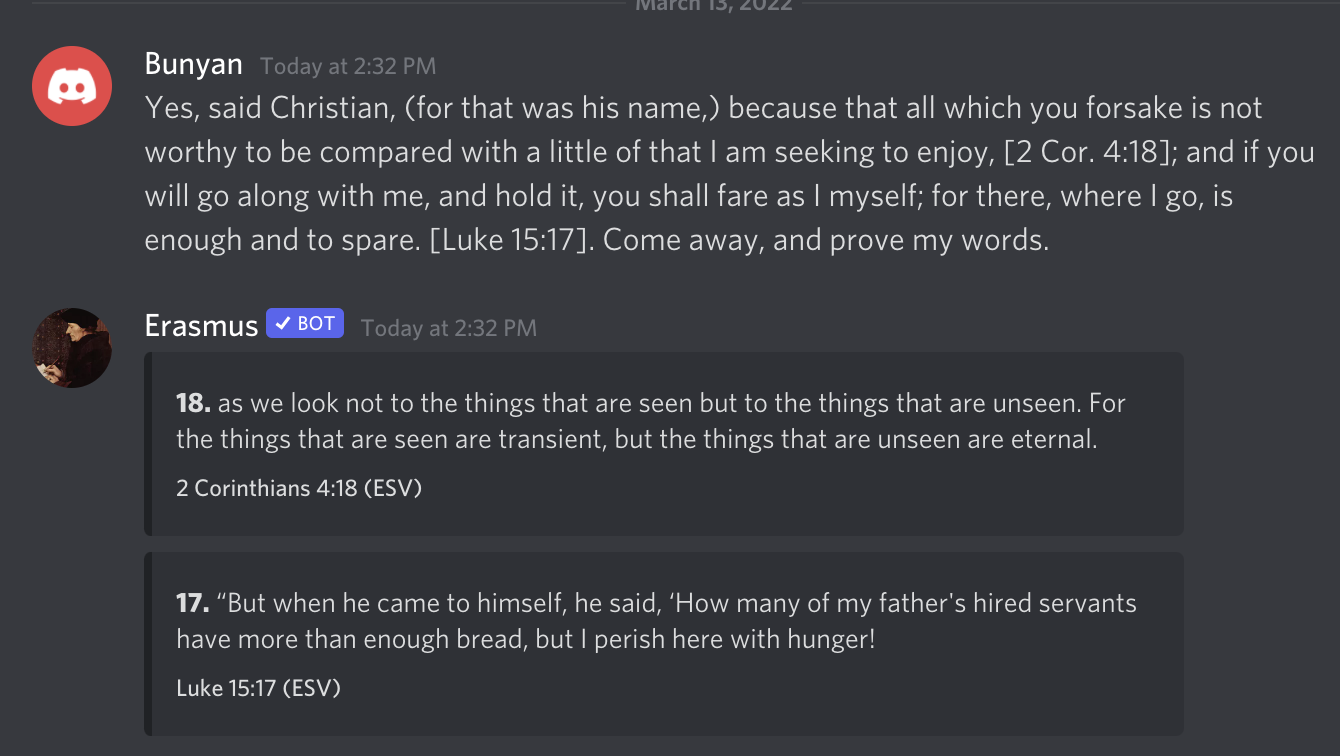 March 13, 2022
Bunyan Today at 2:32 PM
Yes, said Christian, (for that was his name,) because that all which you forsake is not
worthy to be compared with a little of that I am seeking to enjoy, [2 Cor. 4:18]; and if you
will go along with me, and hold it, you shall fare as I myself; for there, where I go, is
enough and to spare. [Luke 15:17]. Come away, and prove my words.
Erasmus BOT Today at 2:32 PM
18. as we look not to the things that are seen but to the things that are unseen. For
the things that are seen are transient, but the things that are unseen are eternal.
2 Corinthians 4:18 (ESV)
17. “But when he came to himself, he said, ‘How many of my father's hired servants
have more than enough bread, but I perish here with hunger!
Luke 15:17 (ESV)